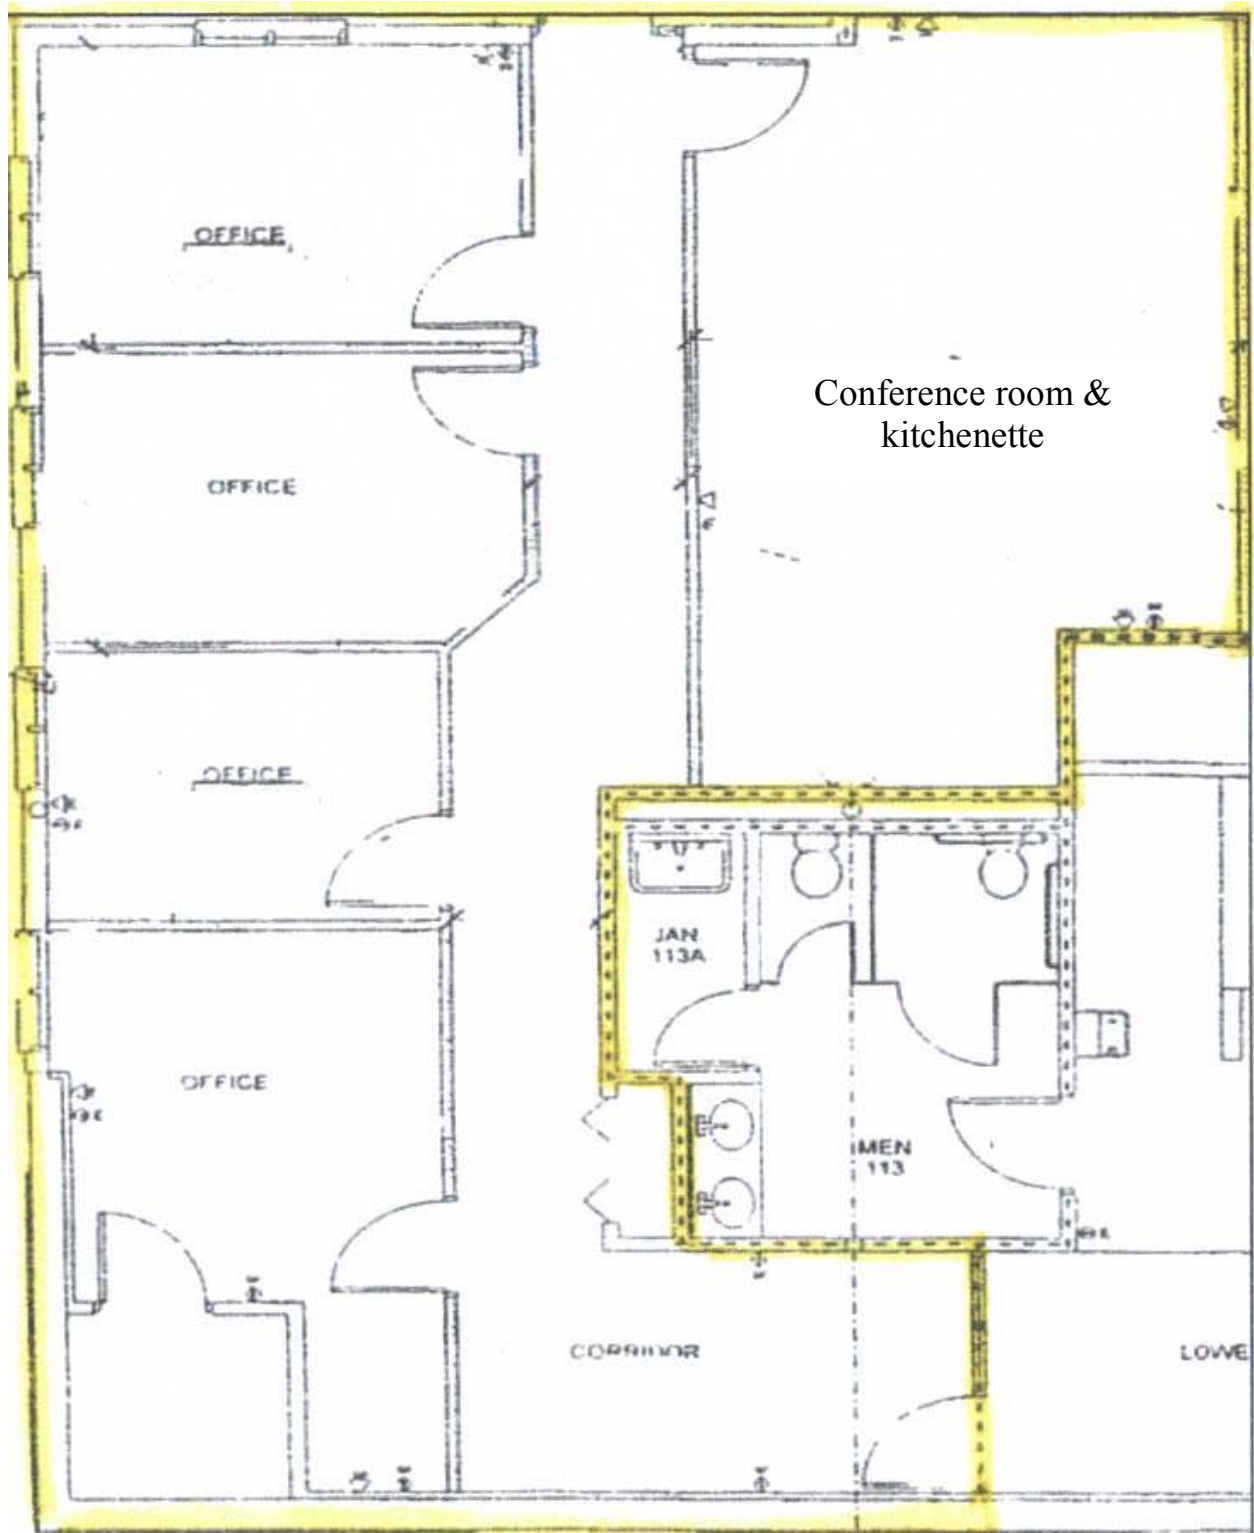 OFFICE
Conference room &
kitchenette
OFFICE
OFFICE
JAN
113A
OFFICE
MEN
113
CORRIDOR
LOWE